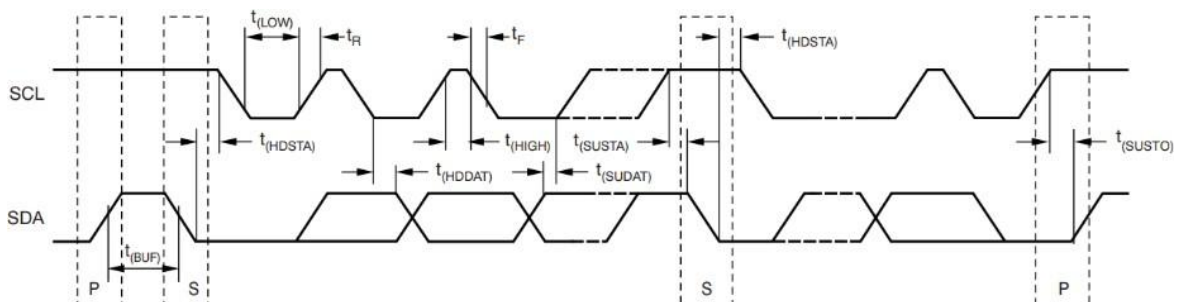 t(LOW)
tR
tF
t(HDSTA)
SCL
t(HDSTA)
t(HIGH)
t(SUSTA)
t(SUSTO)
t(HDDAT)
t(SUDAT)
SDA
t(BUF)
P
S
S
P